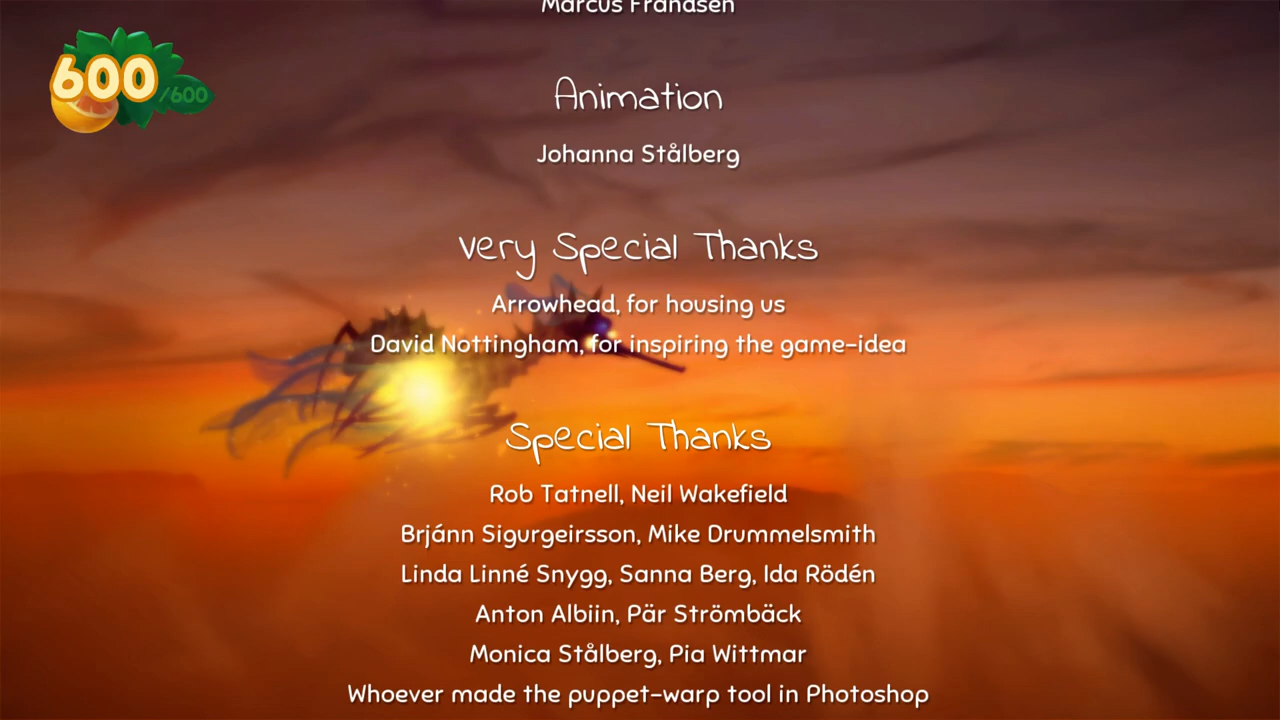 Marcus Frandsen
600/600
Animation
Johanna Stålberg
Very Special Thanks
Arrowhead, for housing us
David Nottingham, for inspiring the game-idea
Special Thanks
Rob Tatnell, Neil Wakefield
Brjánn Sigurgeirsson, Mike Drummelsmith
Linda Linné Snygg, Sanna Berg, Ida Rödén
Anton Albiin, Pär Strömbäck
Monica Stålberg, Pia Wittmar
Whoever made the puppet-warp tool in Photoshop